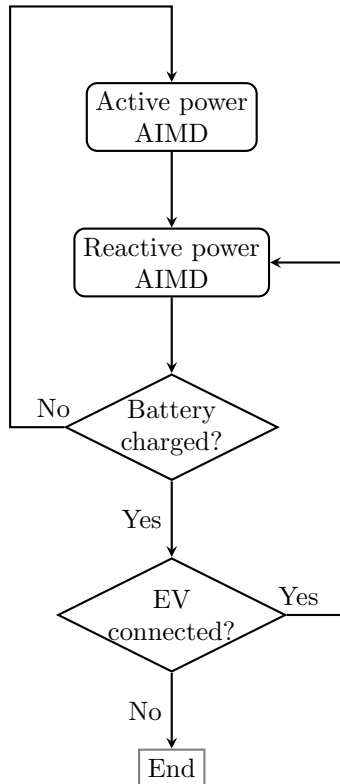 Active power
AIMD
Reactive power
AIMD
No
Battery
charged?
Yes
EV
connected?
Yes
No
End